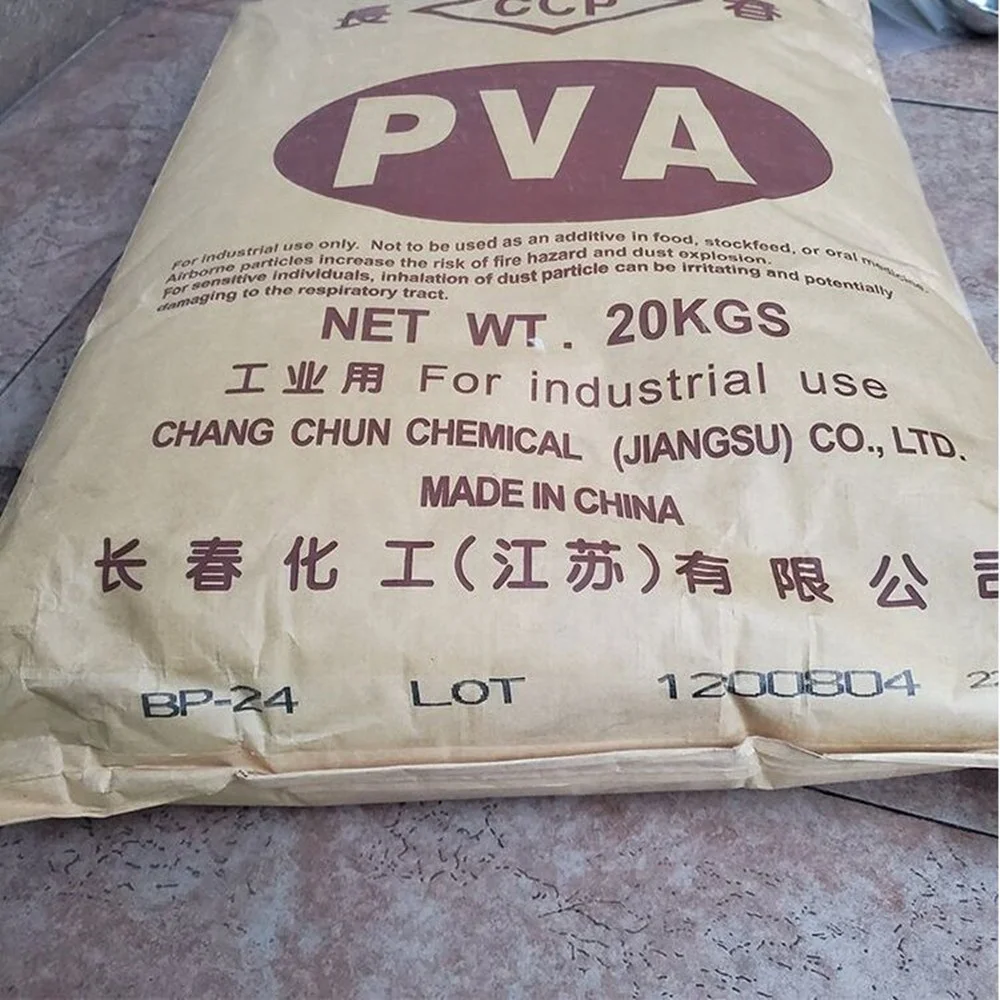 長 CCP 春
PVA
For industrial use only. Not to be used as an additive in food, stockfeed, or oral medicine.
Airborne particles increase the risk of fire hazard and dust explosion.
For sensitive individuals, inhalation of dust particle can be irritating and potentially
damaging to the respiratory tract.
NET WT. 20KGS
工业用 For industrial use
CHANG CHUN CHEMICAL (JIANGSU) CO., LTD.
MADE IN CHINA
长春化工(江苏)有限公司
BP-24 LOT 1200804